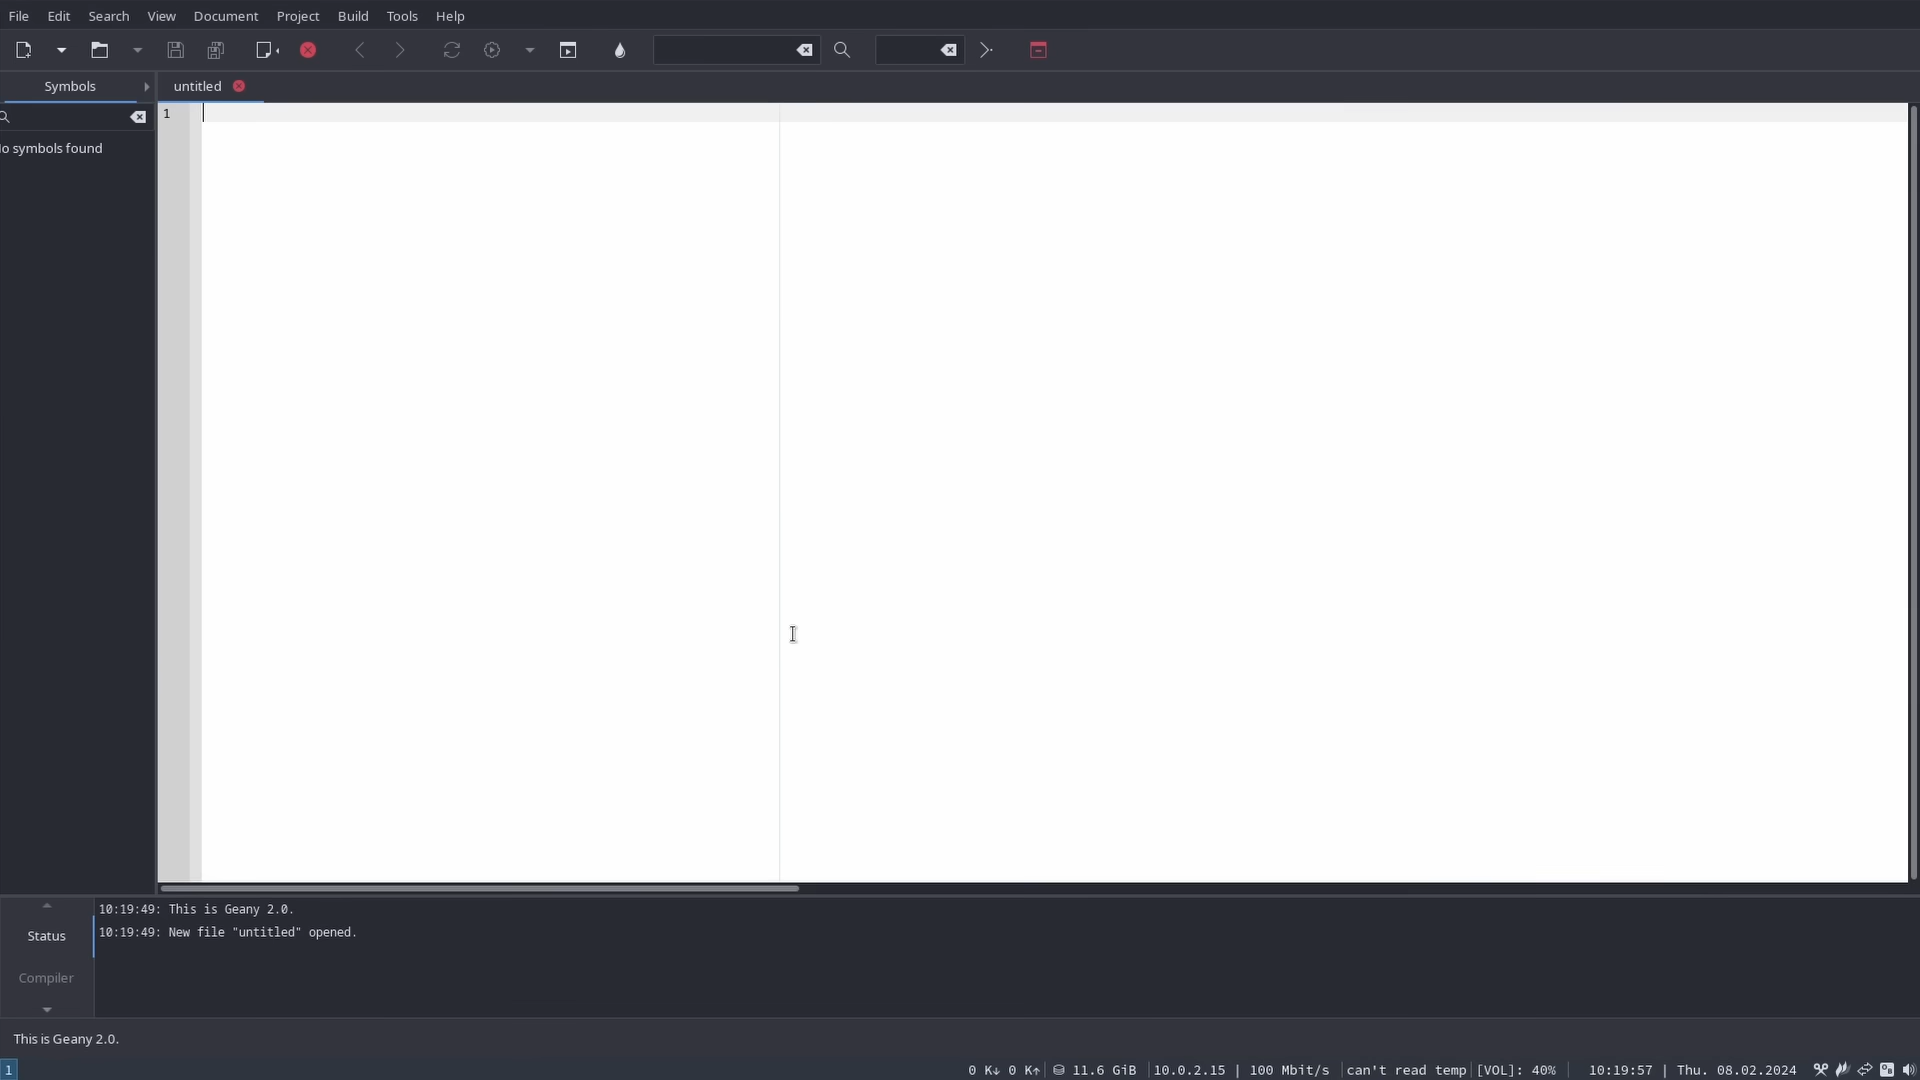 File Edit Search View Document Project Build Tools Help
Symbols untitled
1
o symbols found
10:19:49: This is Geany 2.0.
10:19:49: New file "untitled" opened.
Status
Compiler
This is Geany 2.0.
1 0 K↓ 0 K↑ 11.6 GiB 10.0.2.15 | 100 Mbit/s can't read temp [VOL]: 40% 10:19:57 | Thu. 08.02.2024